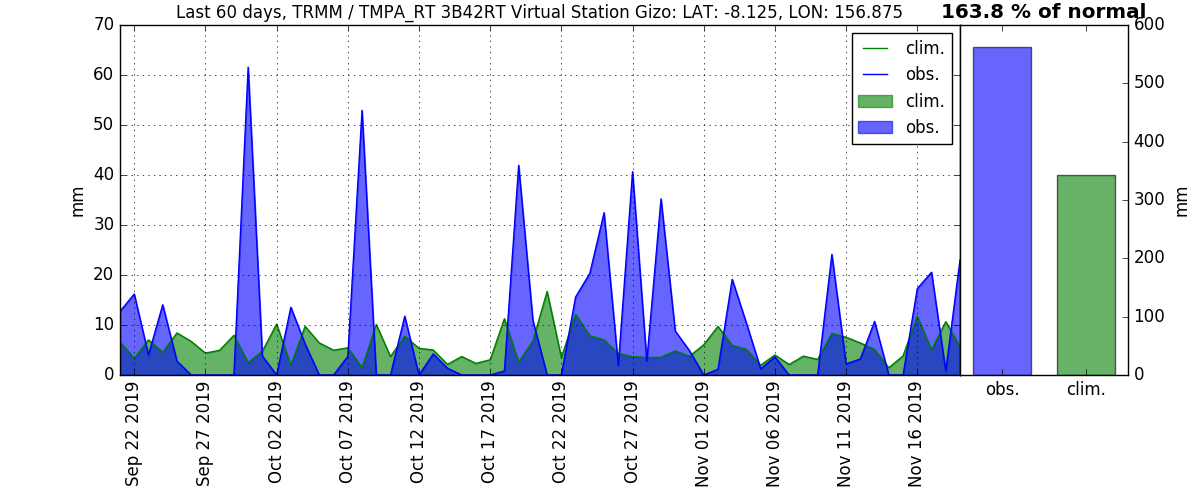 Last 60 days, TRMM / TMPA_RT 3B42RT Virtual Station Gizo: LAT: -8.125, LON: 156.875
163.8 % of normal
70
60
50
40
30
20
10
0
mm
clim.
obs.
clim.
obs.
600
500
400
300
200
100
0
mm
Sep 22 2019
Sep 27 2019
Oct 02 2019
Oct 07 2019
Oct 12 2019
Oct 17 2019
Oct 22 2019
Oct 27 2019
Nov 01 2019
Nov 06 2019
Nov 11 2019
Nov 16 2019
obs.
clim.